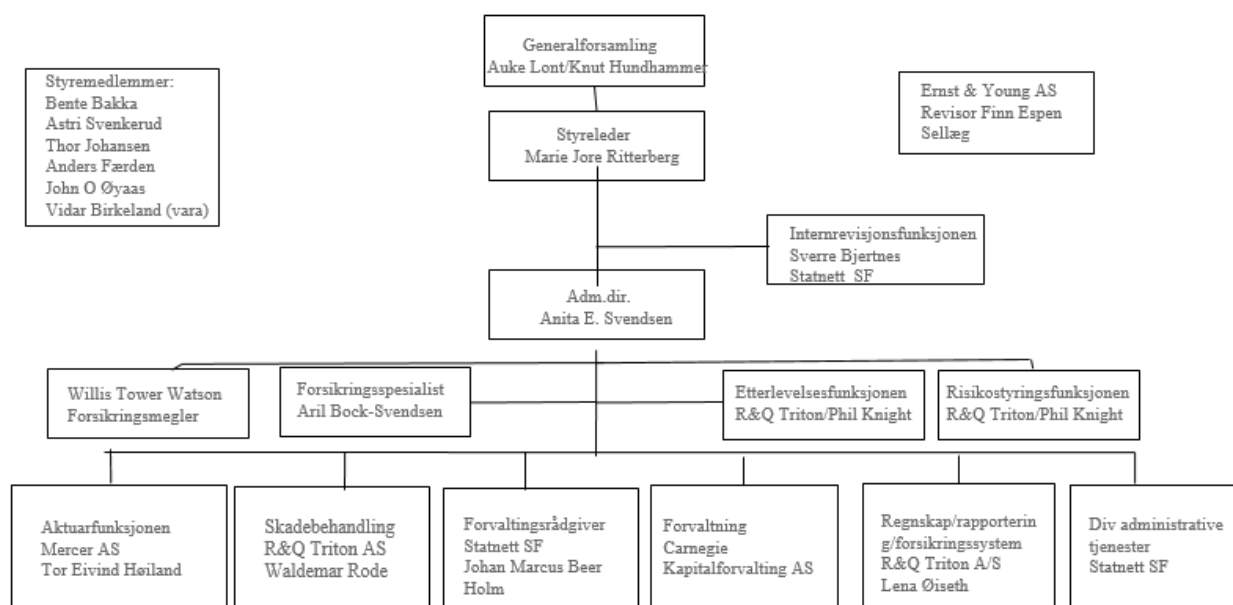 Generalforsamling
Auke Lont/Knut Hundhammer
Styremedlemmer:
Bente Bakka
Astri Svenkerud
Thor Johansen
Anders Færden
John O Øyaas
Vidar Birkeland (vara)
Ernst & Young AS
Revisor Finn Espen
Sellæg
Styreleder
Marie Jore Ritterberg
Internrevisjonsfunksjonen
Sverre Bjertnes
Statnett SF
Adm.dir.
Anita E. Svendsen
Willis Tower Watson
Forsikringsmegler
Forsikringsspesialist
Aril Bock-Svendsen
Etterlevelsesfunksjonen
R&Q Triton/Phil Knight
Risikostyringsfunksjonen
R&Q Triton/Phil Knight
Aktuarfunksjonen
Mercer AS
Tor Eivind Høiland
Skadebehandling
R&Q Triton AS
Waldemar Rode
Forvaltingsrådgiver
Statnett SF
Johan Marcus Beer
Holm
Forvaltning
Carnegie
Kapitalforvalting AS
Regnskap/rapporterin
g/forsikringssystem
R&Q Triton A/S
Lena Øiseth
Div administrative
tjenester
Statnett SF